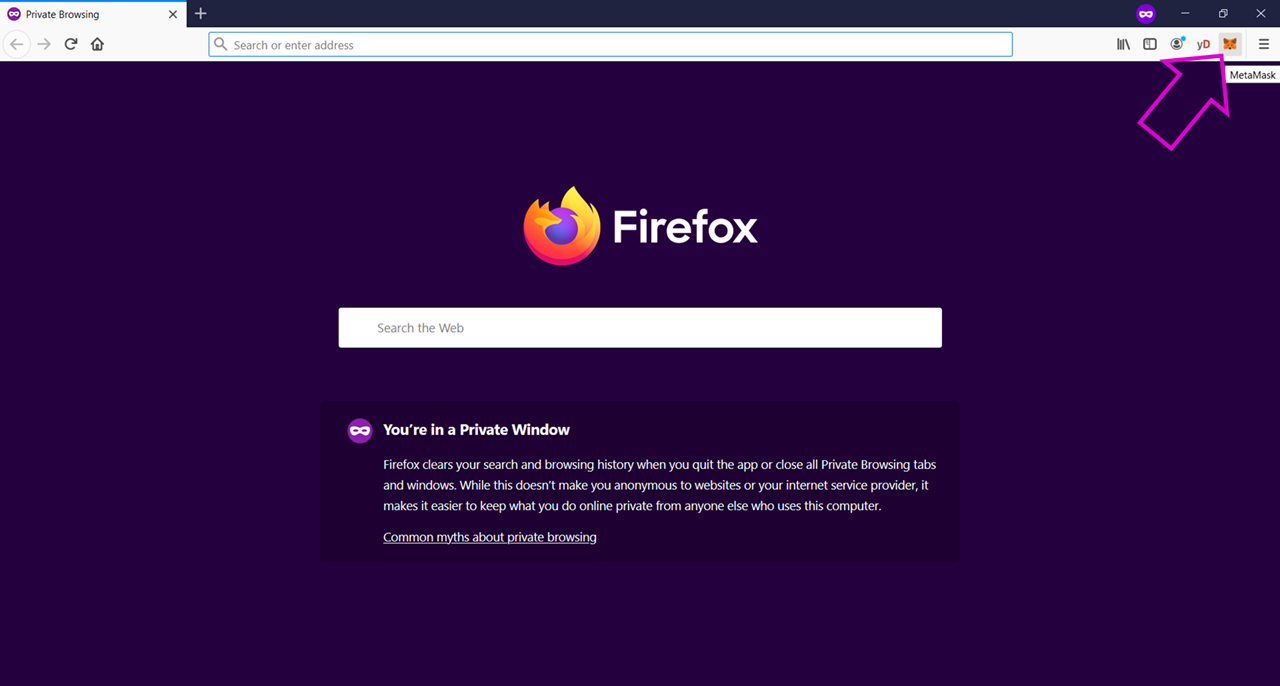 Private Browsing
Search or enter address
yD
MetaMask
Firefox
Search the Web
You're in a Private Window
Firefox clears your search and browsing history when you quit the app or close all Private Browsing tabs
and windows. While this doesn't make you anonymous to websites or your internet service provider, it
makes it easier to keep what you do online private from anyone else who uses this computer.
Common myths about private browsing